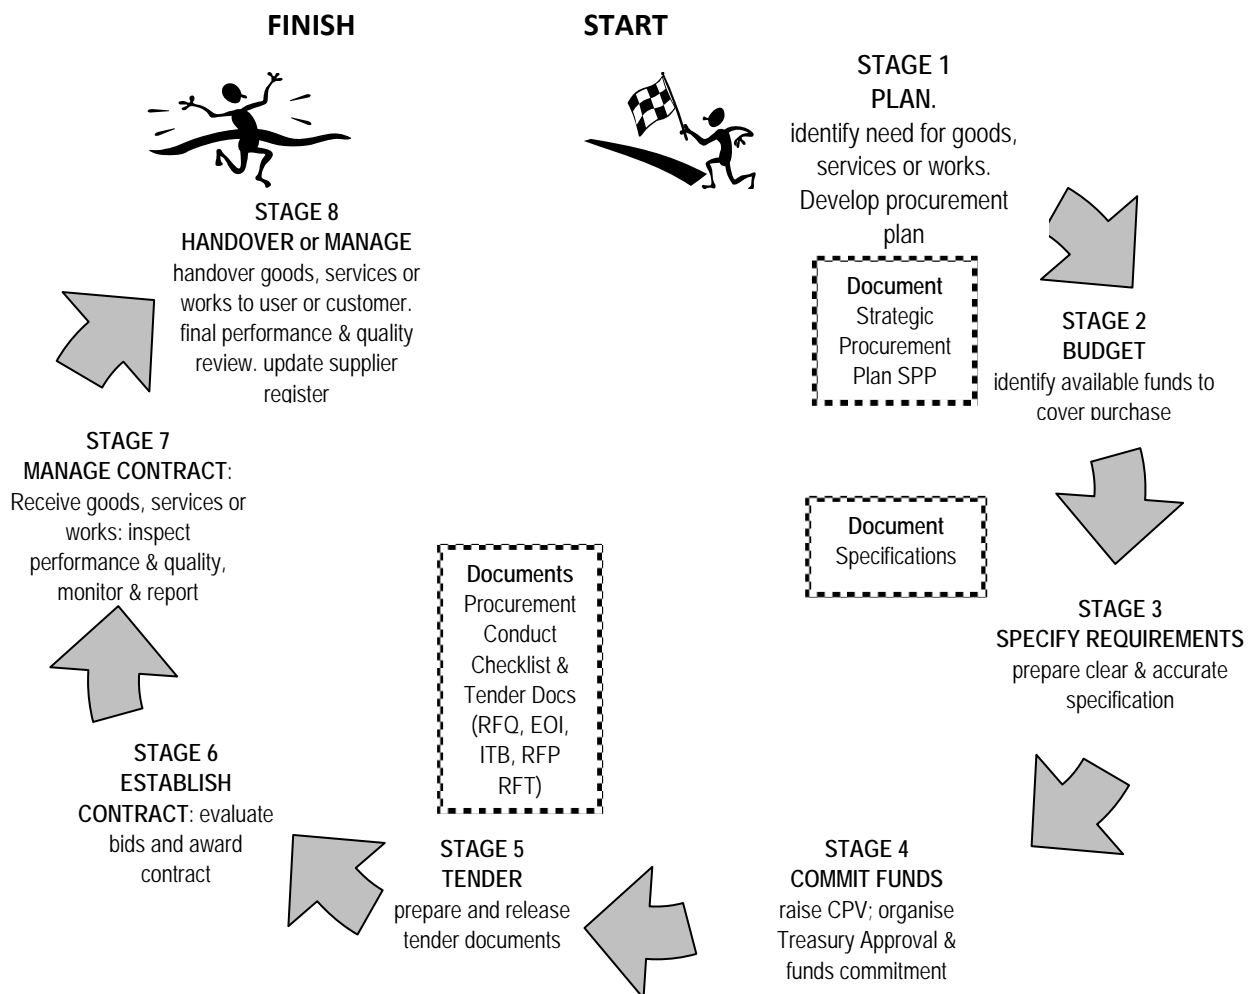 FINISH
START
STAGE 1
PLAN.
identify need for goods,
services or works.
Develop procurement
plan
Document
Strategic
Procurement
Plan SPP
STAGE 2
BUDGET
identify available funds to
cover purchase
Document
Specifications
STAGE 3
SPECIFY REQUIREMENTS
prepare clear & accurate
specification
STAGE 4
COMMIT FUNDS
raise CPV; organise
Treasury Approval &
funds commitment
Documents
Procurement
Conduct
Checklist &
Tender Docs
(RFQ, EOI,
ITB, RFP
RFT)
STAGE 5
TENDER
prepare and release
tender documents
STAGE 6
ESTABLISH
CONTRACT: evaluate
bids and award
contract
STAGE 7
MANAGE CONTRACT:
Receive goods, services or
works: inspect
performance & quality,
monitor & report
STAGE 8
HANDOVER or MANAGE
handover goods, services or
works to user or customer.
final performance & quality
review. update supplier
register